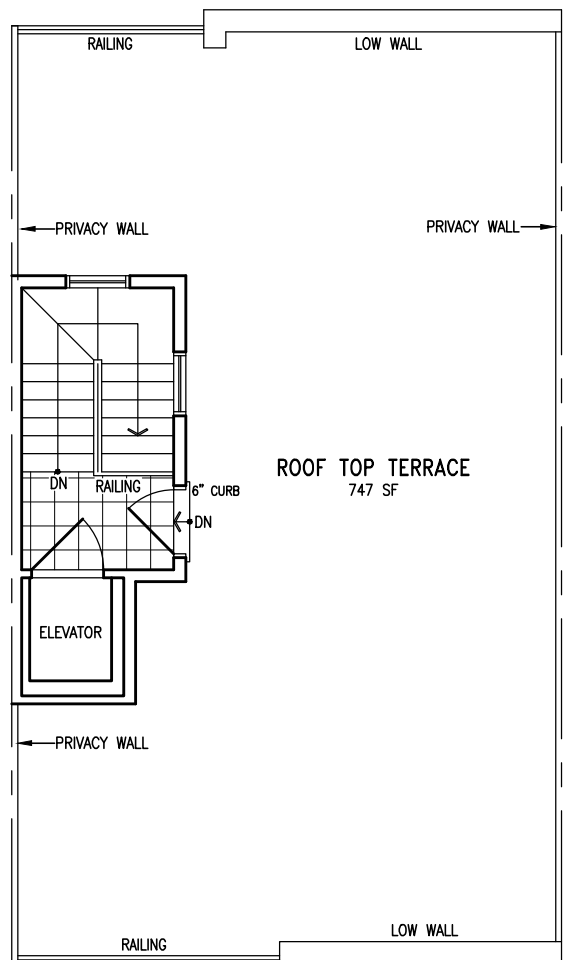 RAILING
LOW WALL
PRIVACY WALL
PRIVACY WALL
ROOF TOP TERRACE
747 SF
DN
RAILING
6" CURB
DN
ELEVATOR
PRIVACY WALL
LOW WALL
RAILING